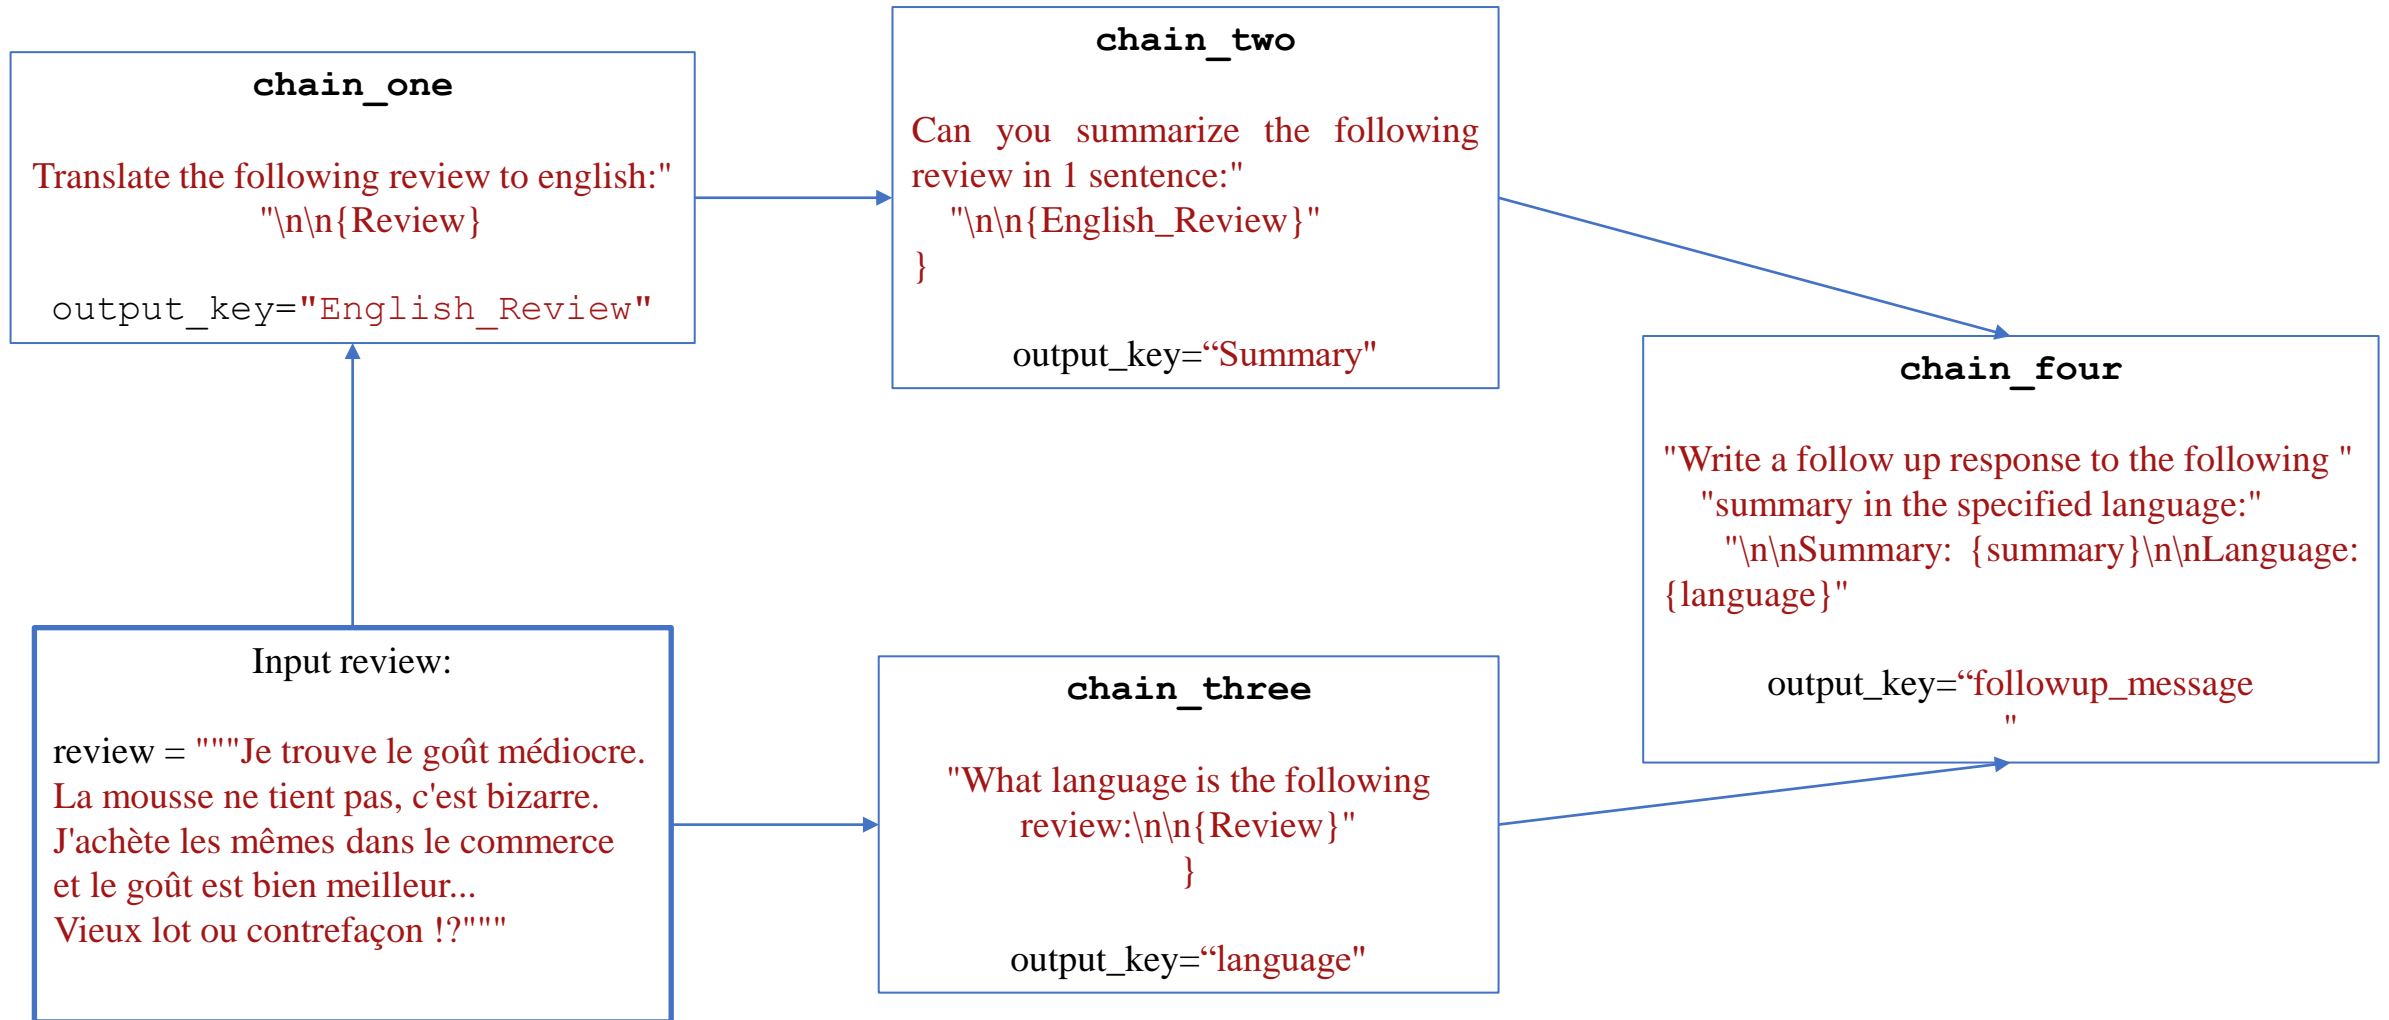 chain_one
Translate the following review to english:"
"\n\n{Review}
output_key="English_Review"
chain_two
Can you summarize the following
review in 1 sentence:"
"\n\n{English_Review}"
}
output_key=“Summary"
chain_four
"Write a follow up response to the following "
"summary in the specified language:"
"\n\nSummary: {summary}\n\nLanguage:
{language}"
output_key=“followup_message
"
Input review:
review = """Je trouve le goût médiocre.
La mousse ne tient pas, c'est bizarre.
J'achète les mêmes dans le commerce
et le goût est bien meilleur...
Vieux lot ou contrefaçon !?"""
chain_three
"What language is the following
review:\n\n{Review}"
}
output_key=“language"